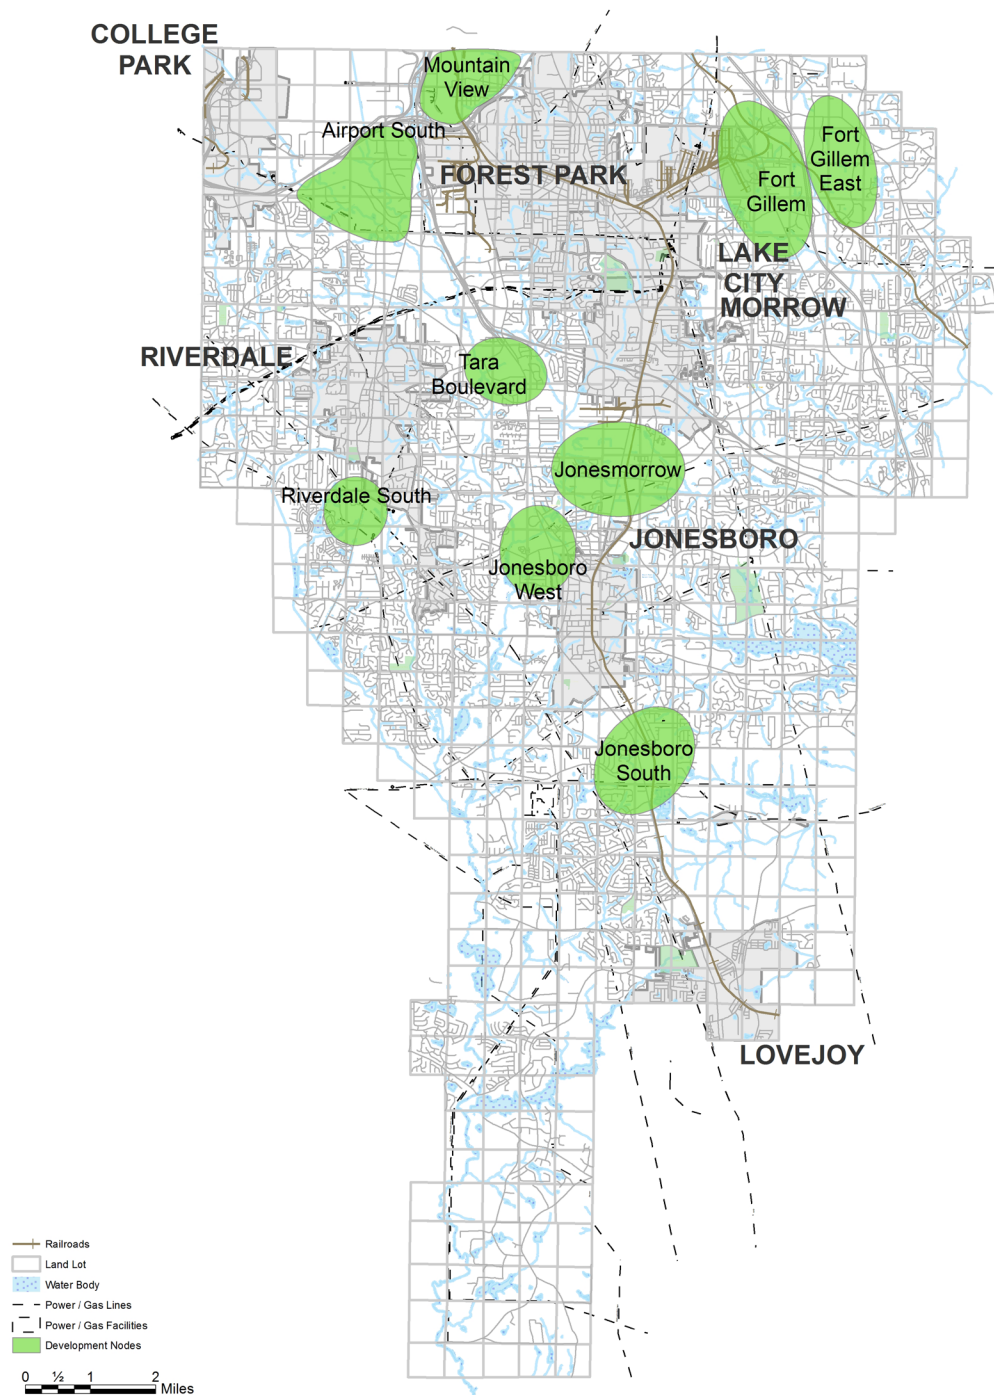 COLLEGE
PARK
Mountain
View
Airport South
FOREST PARK
Fort
Gillem
East
Fort
Gillem
LAKE
CITY
MORROW
RIVERDALE
Tara
Boulevard
Jonesmorrow
Riverdale South
JONESBORO
Jonesboro
West
Jonesboro
South
LOVEJOY
Railroads
Land Lot
Water Body
Power / Gas Lines
Power / Gas Facilities
Development Nodes
0 ½ 1 2
Miles